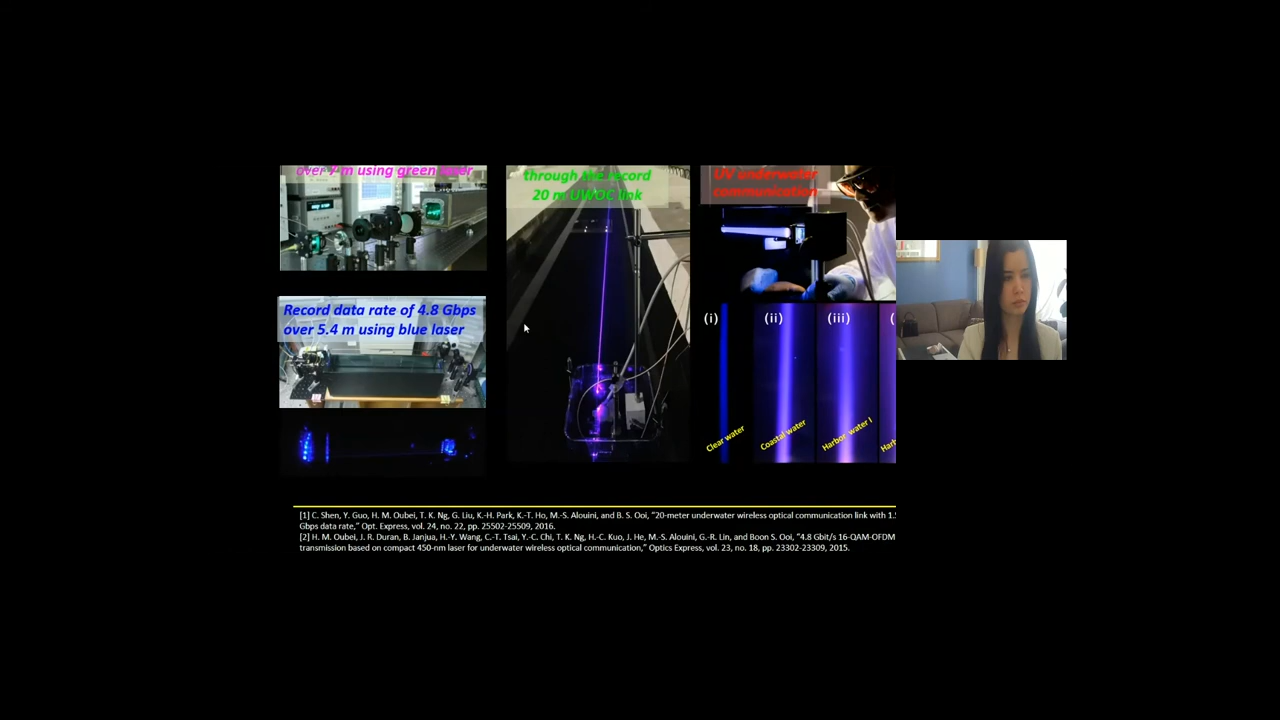 over 7 m using green laser
Record data rate of 4.8 Gbps
over 5.4 m using blue laser
through the record
20 m UWOC link
UV underwater
communication
(i)
(ii)
(iii)
(
Clear water
Coastal water
Harbor water I
Harb
[1] C. Shen, Y. Guo, H. M. Oubei, T. K. Ng, G. Liu, K.-H. Park, K.-T. Ho, M.-S. Alouini, and B. S. Ooi, “20-meter underwater wireless optical communication link with 1.
Gbps data rate,” Opt. Express, vol. 24, no. 22, pp. 25502-25509, 2016.
[2] H. M. Oubei, J. R. Duran, B. Janjua, H.-Y. Wang, C.-T. Tsai, Y.-C. Chi, T. K. Ng, H.-C. Kuo, J. He, M.-S. Alouini, G.-R. Lin, and Boon S. Ooi, “4.8 Gbit/s 16-QAM-OFDM
transmission based on compact 450-nm laser for underwater wireless optical communication,” Optics Express, vol. 23, no. 18, pp. 23302-23309, 2015.